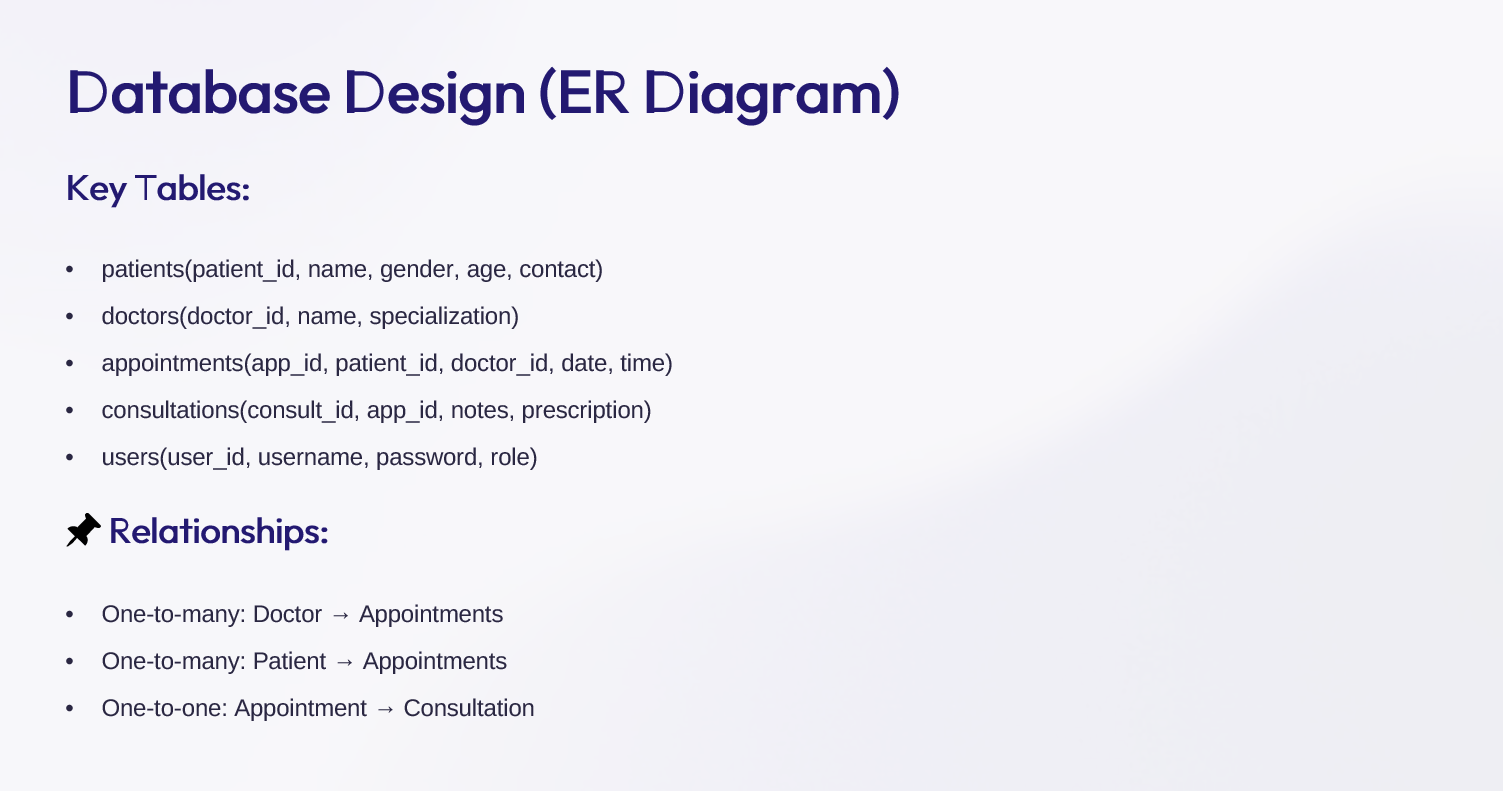 Database Design (ER Diagram)
Key Tables:
• patients(patient_id, name, gender, age, contact)
• doctors(doctor_id, name, specialization)
• appointments(app_id, patient_id, doctor_id, date, time)
• consultations(consult_id, app_id, notes, prescription)
• users(user_id, username, password, role)
📌 Relationships:
• One-to-many: Doctor → Appointments
• One-to-many: Patient → Appointments
• One-to-one: Appointment → Consultation